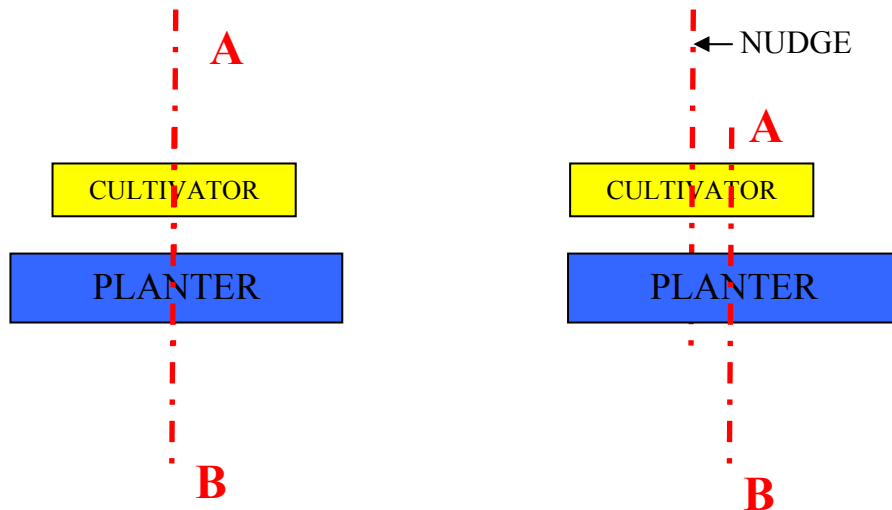 A
CULTIVATOR
PLANTER
B
NUDGE
A
CULTIVATOR
PLANTER
B